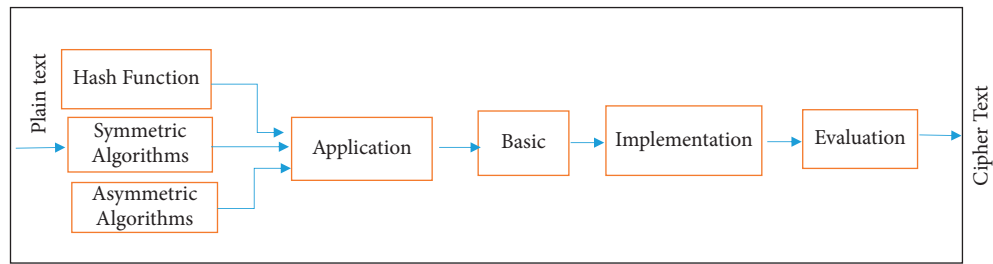 Plain text
Hash Function
Symmetric
Algorithms
Asymmetric
Algorithms
Application
Basic
Implementation
Evaluation
Cipher Text